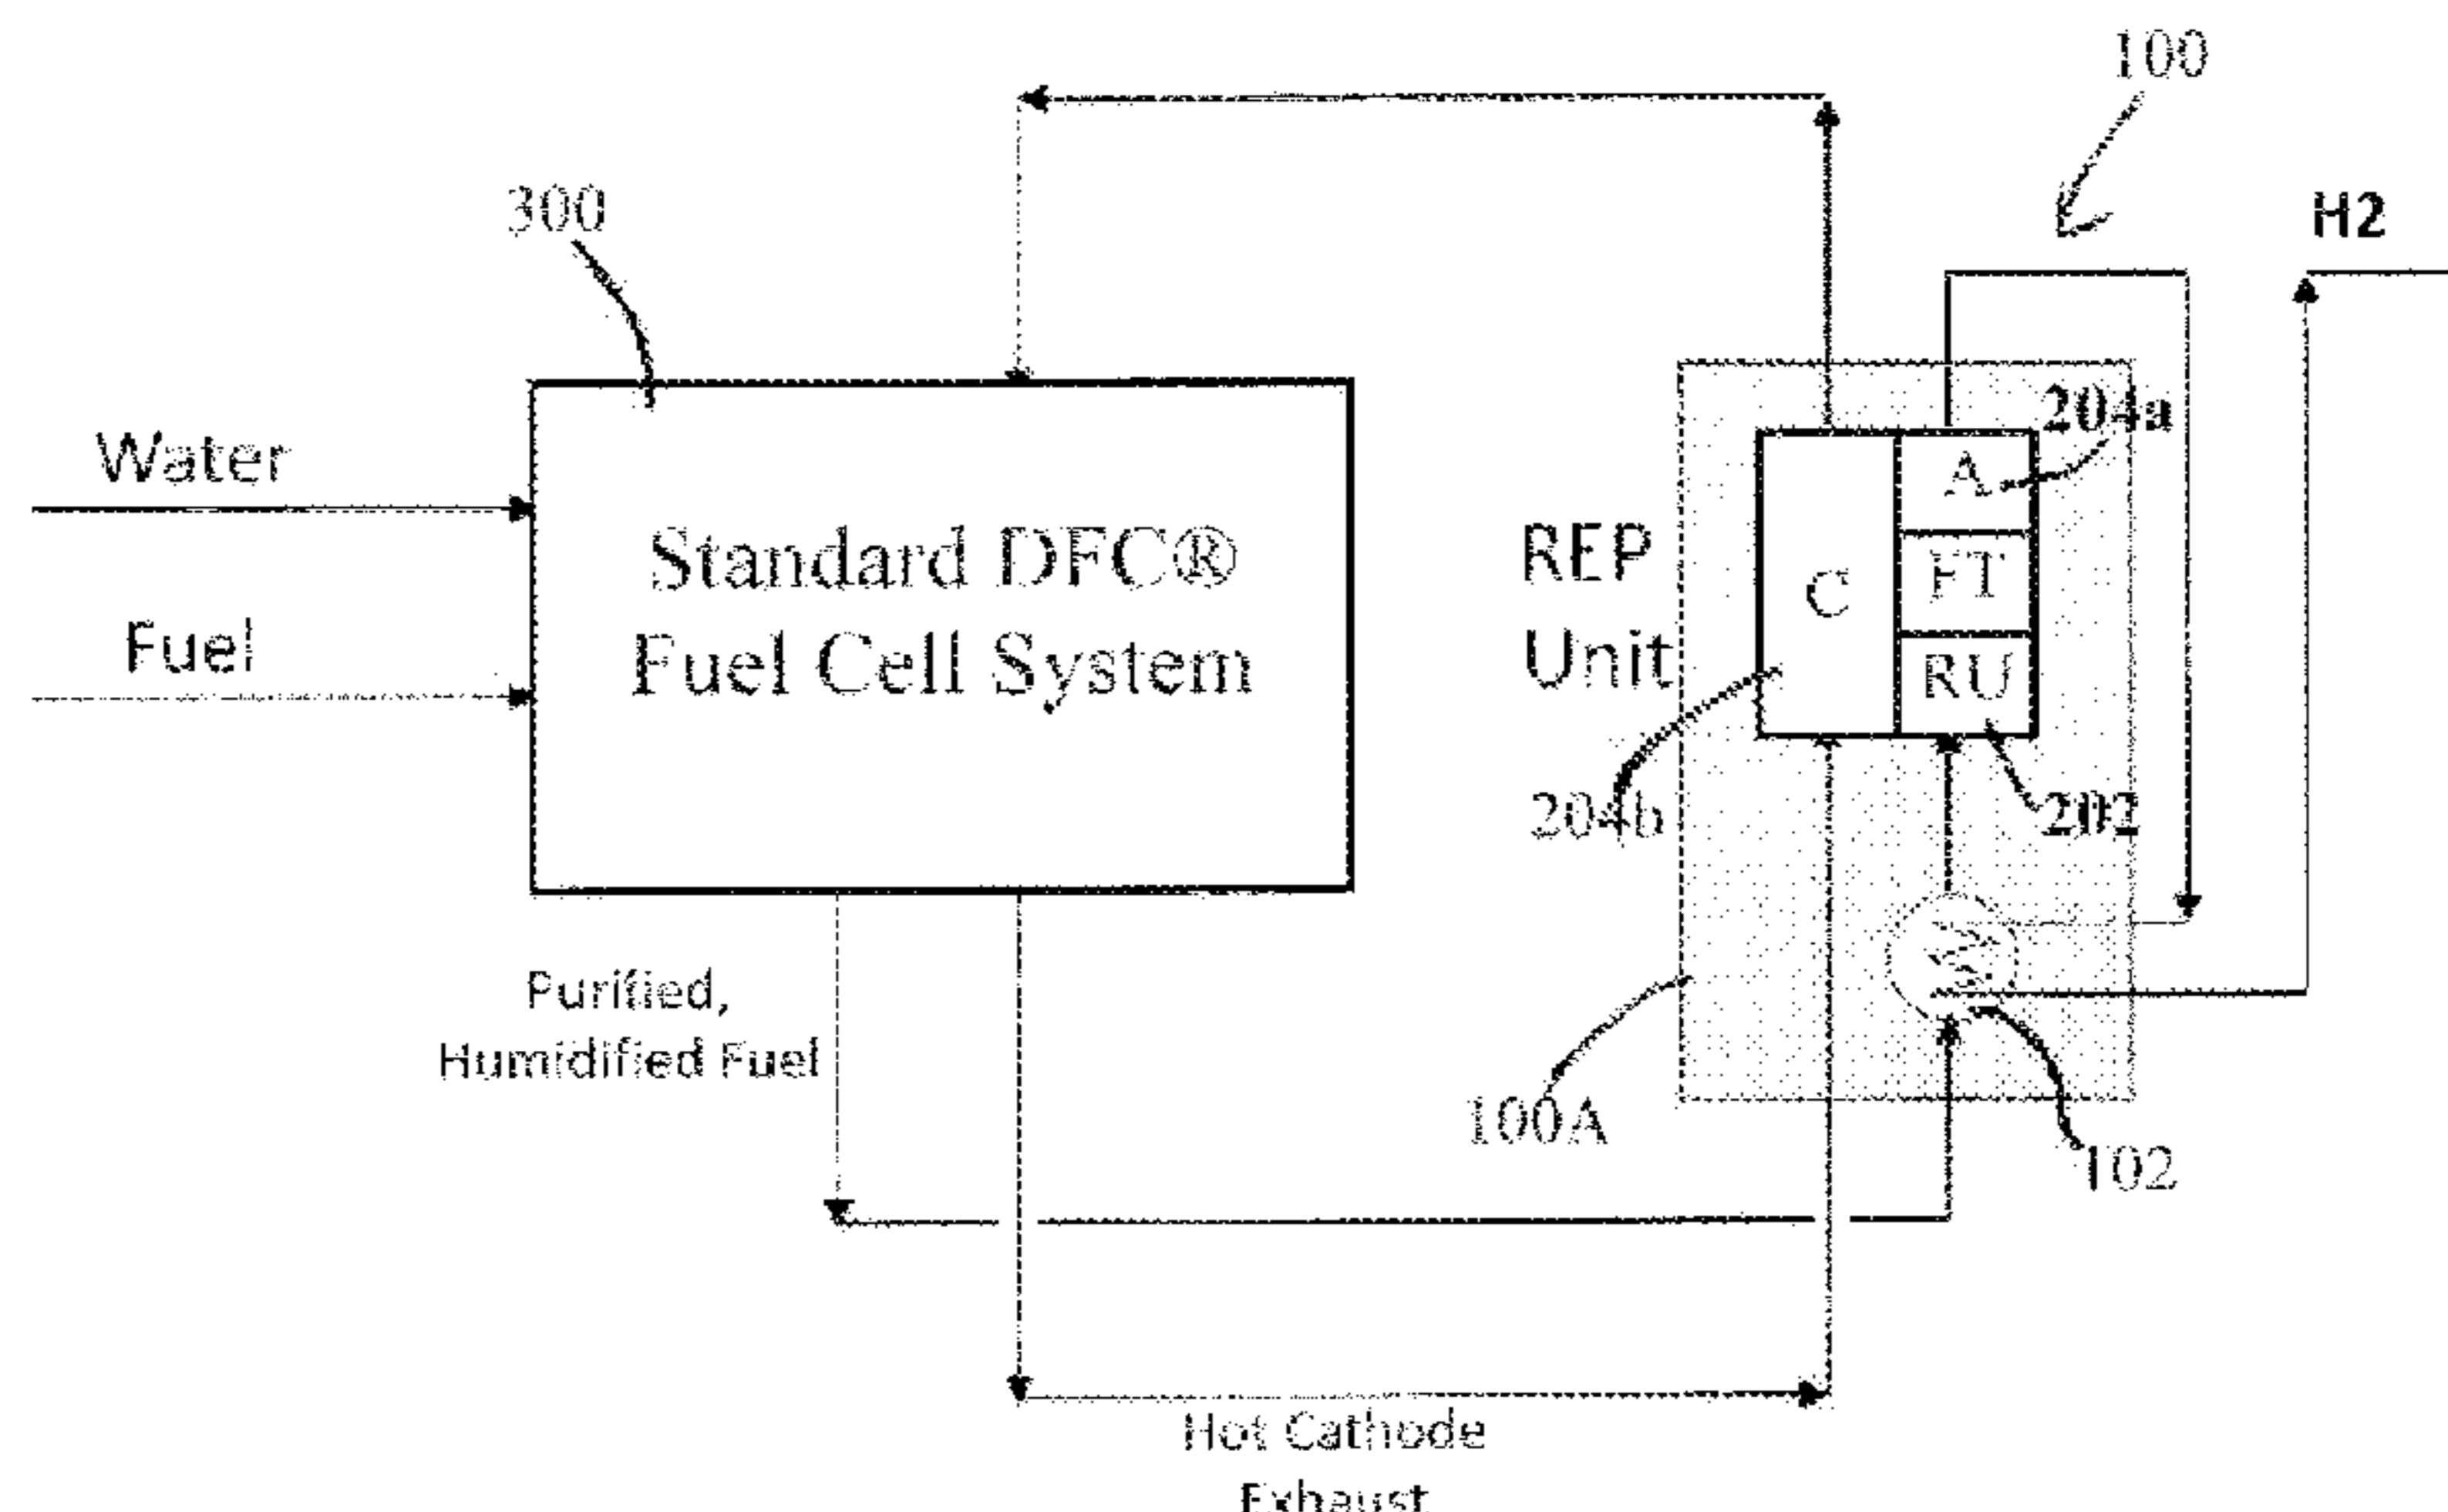 100
300
H2
204a
Water
A
Standard DFC®
REP
FT
C
Fuel
Fuel Cell System
Unit
RU
204b
202
Purified,
Humidified Fuel
100A
102
Hot Cathode
Exhaust